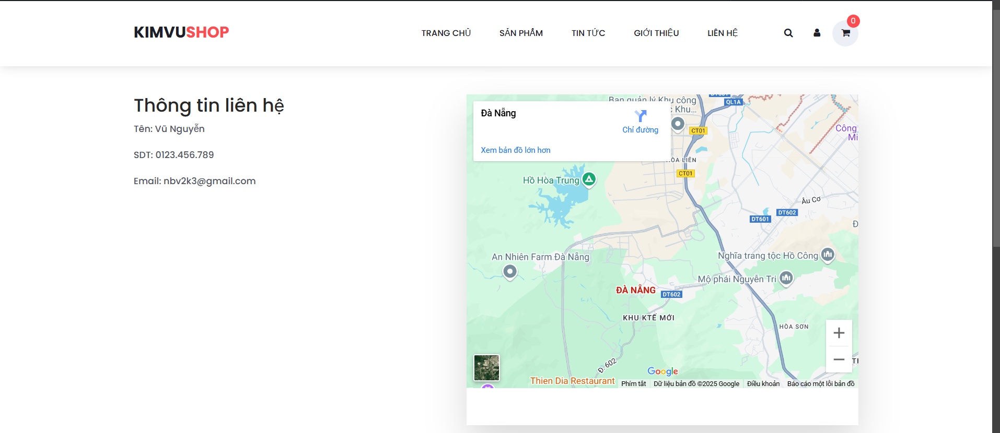 KIMVUSHOP
TRANG CHỦ
SẢN PHẨM
TIN TỨC
GIỚI THIỆU
LIÊN HỆ
0
Thông tin liên hệ
Tên: Vũ Nguyễn
SDT: 0123.456.789
Email: nbv2k3@gmail.com
Đà Nẵng
Chỉ đường
Xem bản đồ lớn hơn
Ban quản lý Khu công
Khu...
QL1A
CT01
Công
Mi
HÒA LIÊN
CT01
Hồ Hòa Trung
Âu Cơ
DT602
DT601
Đ
An Nhiên Farm Đà Nẵng
Nghĩa trang tộc Hồ Công
Mộ phái Nguyễn Tri
ĐÀ NẴNG
DT602
KHU KTẾ MỚI
HÒA SƠN
Đ. 602
Google
Thien Dia Restaurant
Phím tắt
Dữ liệu bản đồ ©2025 Google
Điều khoản
Báo cáo một lỗi bản đồ